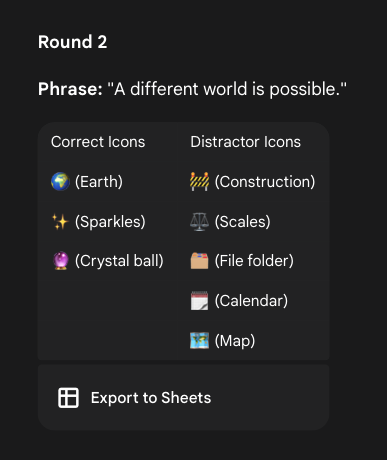 Round 2
Phrase: "A different world is possible."
Correct Icons Distractor Icons
🌍 (Earth) 🚧 (Construction)
✨ (Sparkles) ⚖️ (Scales)
🔮 (Crystal ball) 🗂️ (File folder)
🗓️ (Calendar)
🗺️ (Map)
Export to Sheets